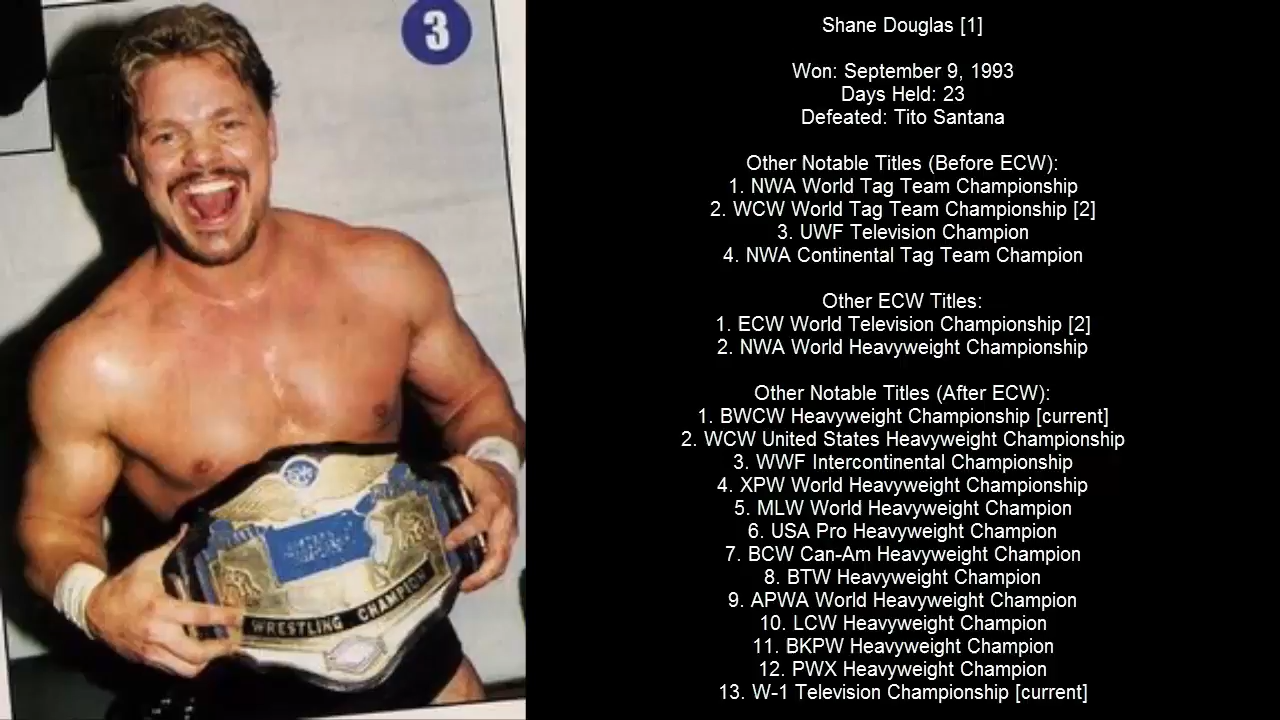 3
Shane Douglas [1]
Won: September 9, 1993
Days Held: 23
Defeated: Tito Santana
Other Notable Titles (Before ECW):
1. NWA World Tag Team Championship
2. WCW World Tag Team Championship [2]
3. UWF Television Champion
4. NWA Continental Tag Team Champion
Other ECW Titles:
1. ECW World Television Championship [2]
2. NWA World Heavyweight Championship
Other Notable Titles (After ECW):
1. BWCW Heavyweight Championship [current]
2. WCW United States Heavyweight Championship
3. WWF Intercontinental Championship
4. XPW World Heavyweight Championship
5. MLW World Heavyweight Champion
6. USA Pro Heavyweight Champion
7. BCW Can-Am Heavyweight Champion
8. BTW Heavyweight Champion
9. APWA World Heavyweight Champion
10. LCW Heavyweight Champion
11. BKPW Heavyweight Champion
12. PWX Heavyweight Champion
13. W-1 Television Championship [current]
WRESTLING CHAMPION